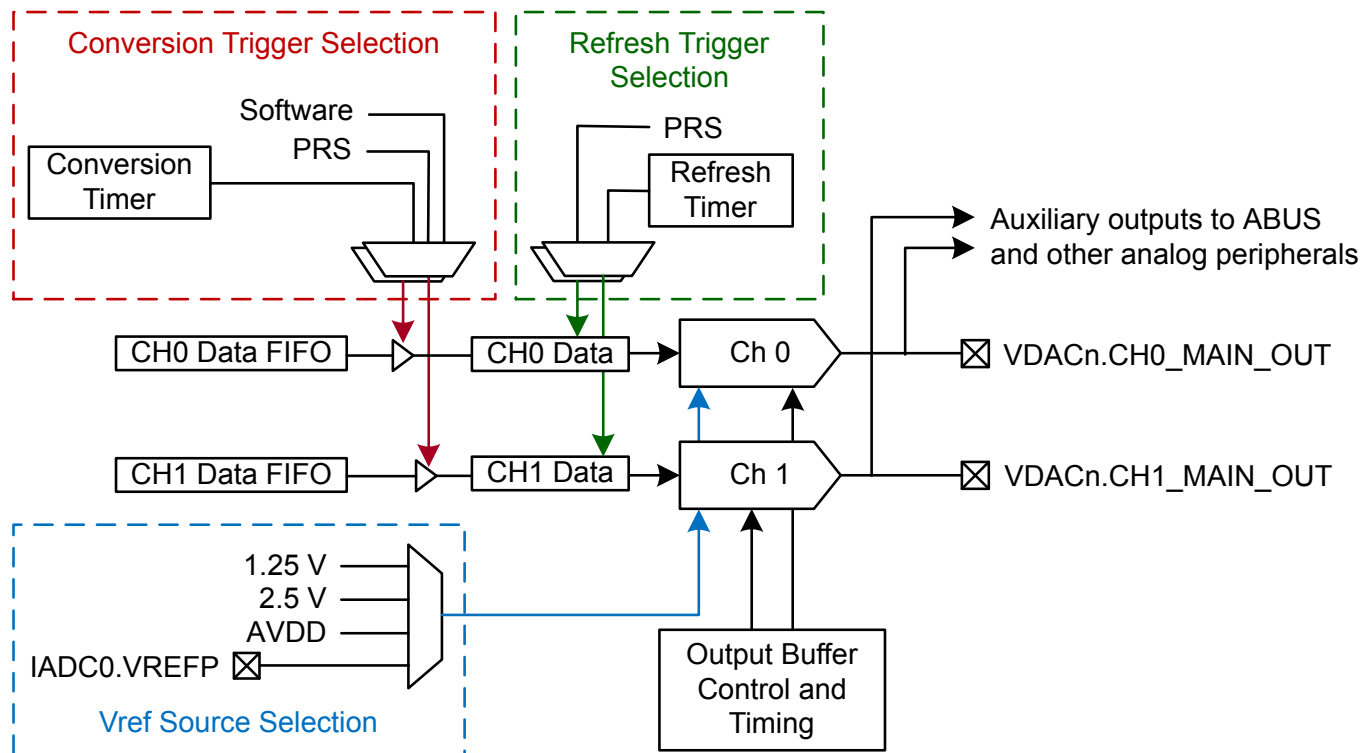 Conversion Trigger Selection
Refresh Trigger
Selection
Software
PRS
Conversion
Timer
PRS
Refresh
Timer
Auxiliary outputs to ABUS
and other analog peripherals
CH0 Data FIFO
CH0 Data
Ch 0
VDACn.CH0_MAIN_OUT
CH1 Data FIFO
CH1 Data
Ch 1
VDACn.CH1_MAIN_OUT
1.25 V
2.5 V
AVDD
IADC0.VREFP
Vref Source Selection
Output Buffer
Control and
Timing